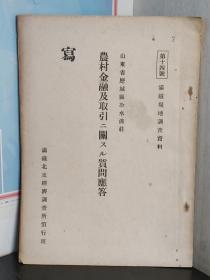 第十四號
滿鐵現地調査資料
山東省歷城縣冷水溝莊
農村金融及取引ニ關スル質問應答
寫
滿鐵北支經濟調査所慣行班